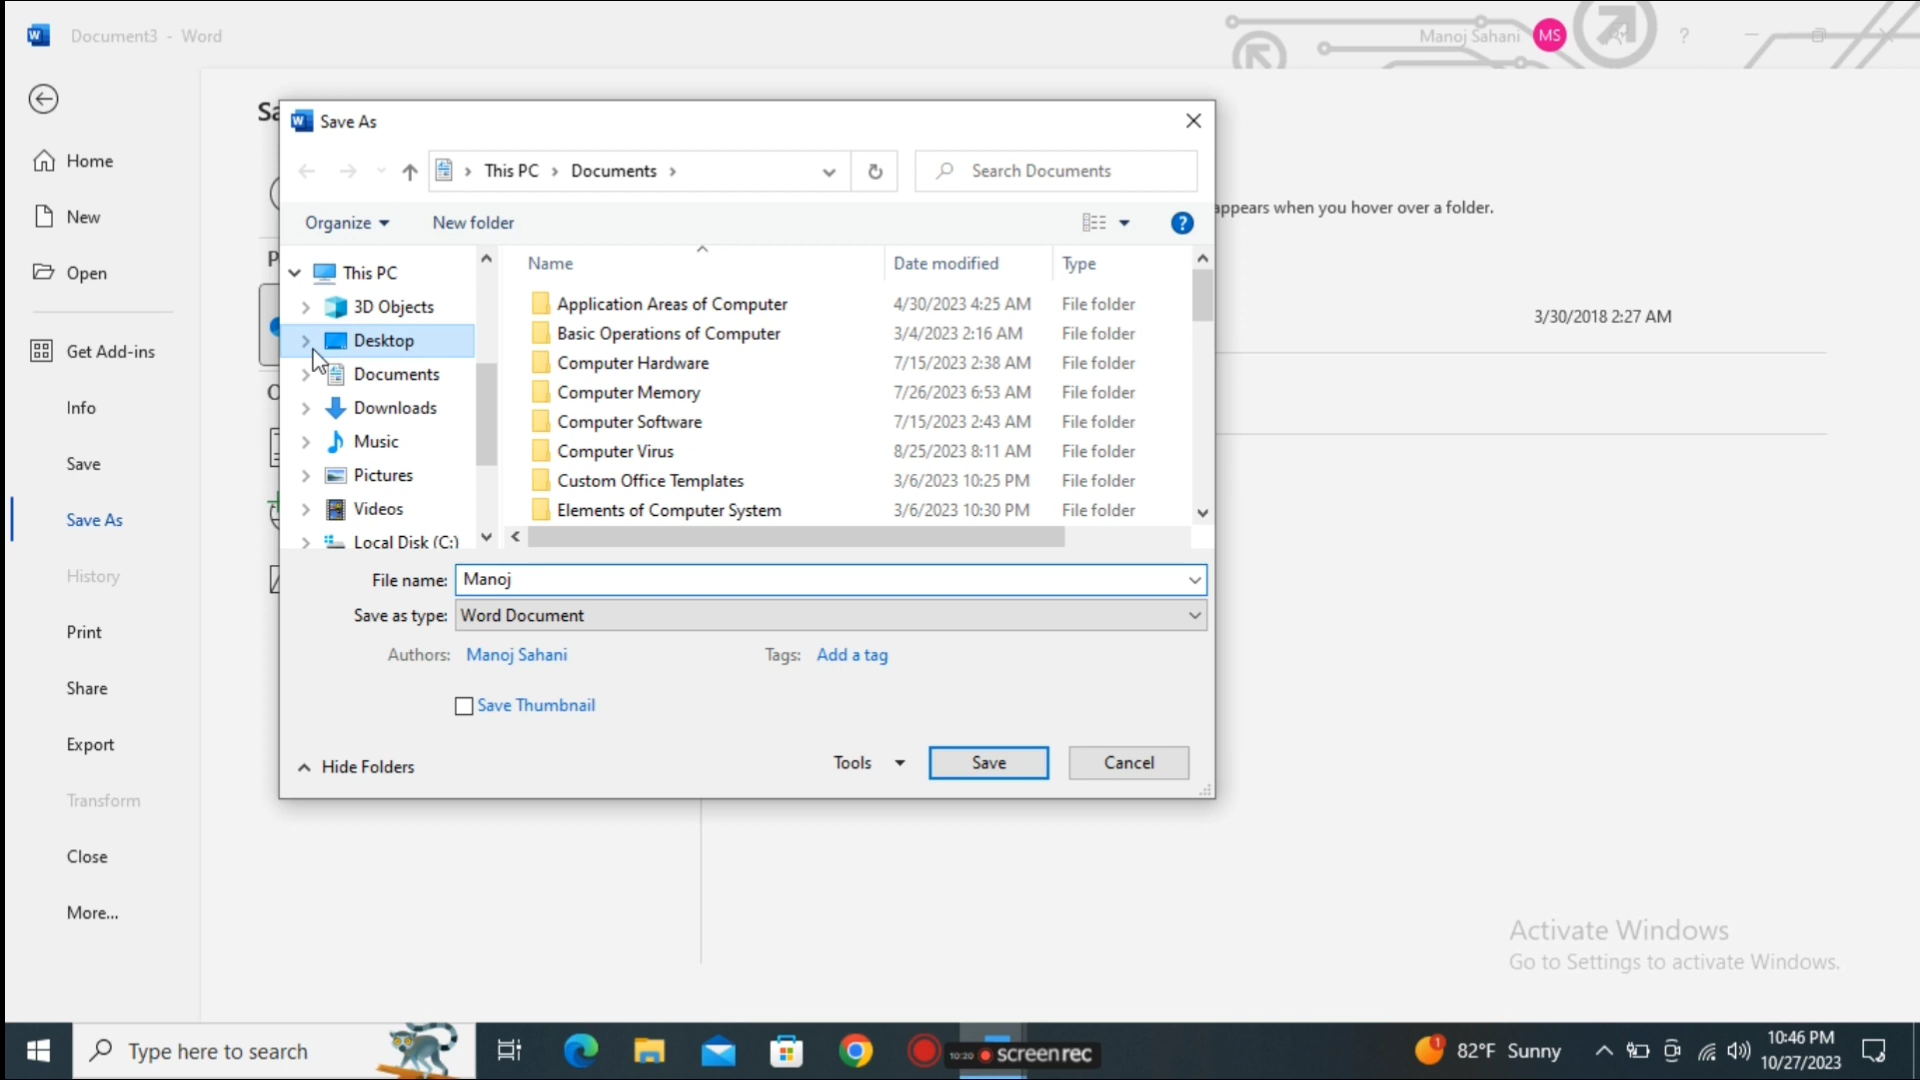 Document3 - Word
Manoj Sahani
MS
?
Home
New
Open
Get Add-ins
Info
Save
Save As
History
Print
Share
Export
Transform
Close
More...
Sa
Save As
This PC › Documents ›
Search Documents
Organize
New folder
?
This PC
3D Objects
Desktop
Documents
Downloads
Music
Pictures
Videos
Local Disk (C:)
Name Date modified Type
Application Areas of Computer 4/30/2023 4:25 AM File folder
Basic Operations of Computer 3/4/2023 2:16 AM File folder
Computer Hardware 7/15/2023 2:38 AM File folder
Computer Memory 7/26/2023 6:53 AM File folder
Computer Software 7/15/2023 2:43 AM File folder
Computer Virus 8/25/2023 8:11 AM File folder
Custom Office Templates 3/6/2023 10:25 PM File folder
Elements of Computer System 3/6/2023 10:30 PM File folder
File name: Manoj
Save as type: Word Document
Authors: Manoj Sahani Tags: Add a tag
Save Thumbnail
Hide Folders
Tools
Save
Cancel
appears when you hover over a folder.
3/30/2018 2:27 AM
Activate Windows
Go to Settings to activate Windows.
Type here to search
10:20 screenrec
1
82°F Sunny
10:46 PM
10/27/2023